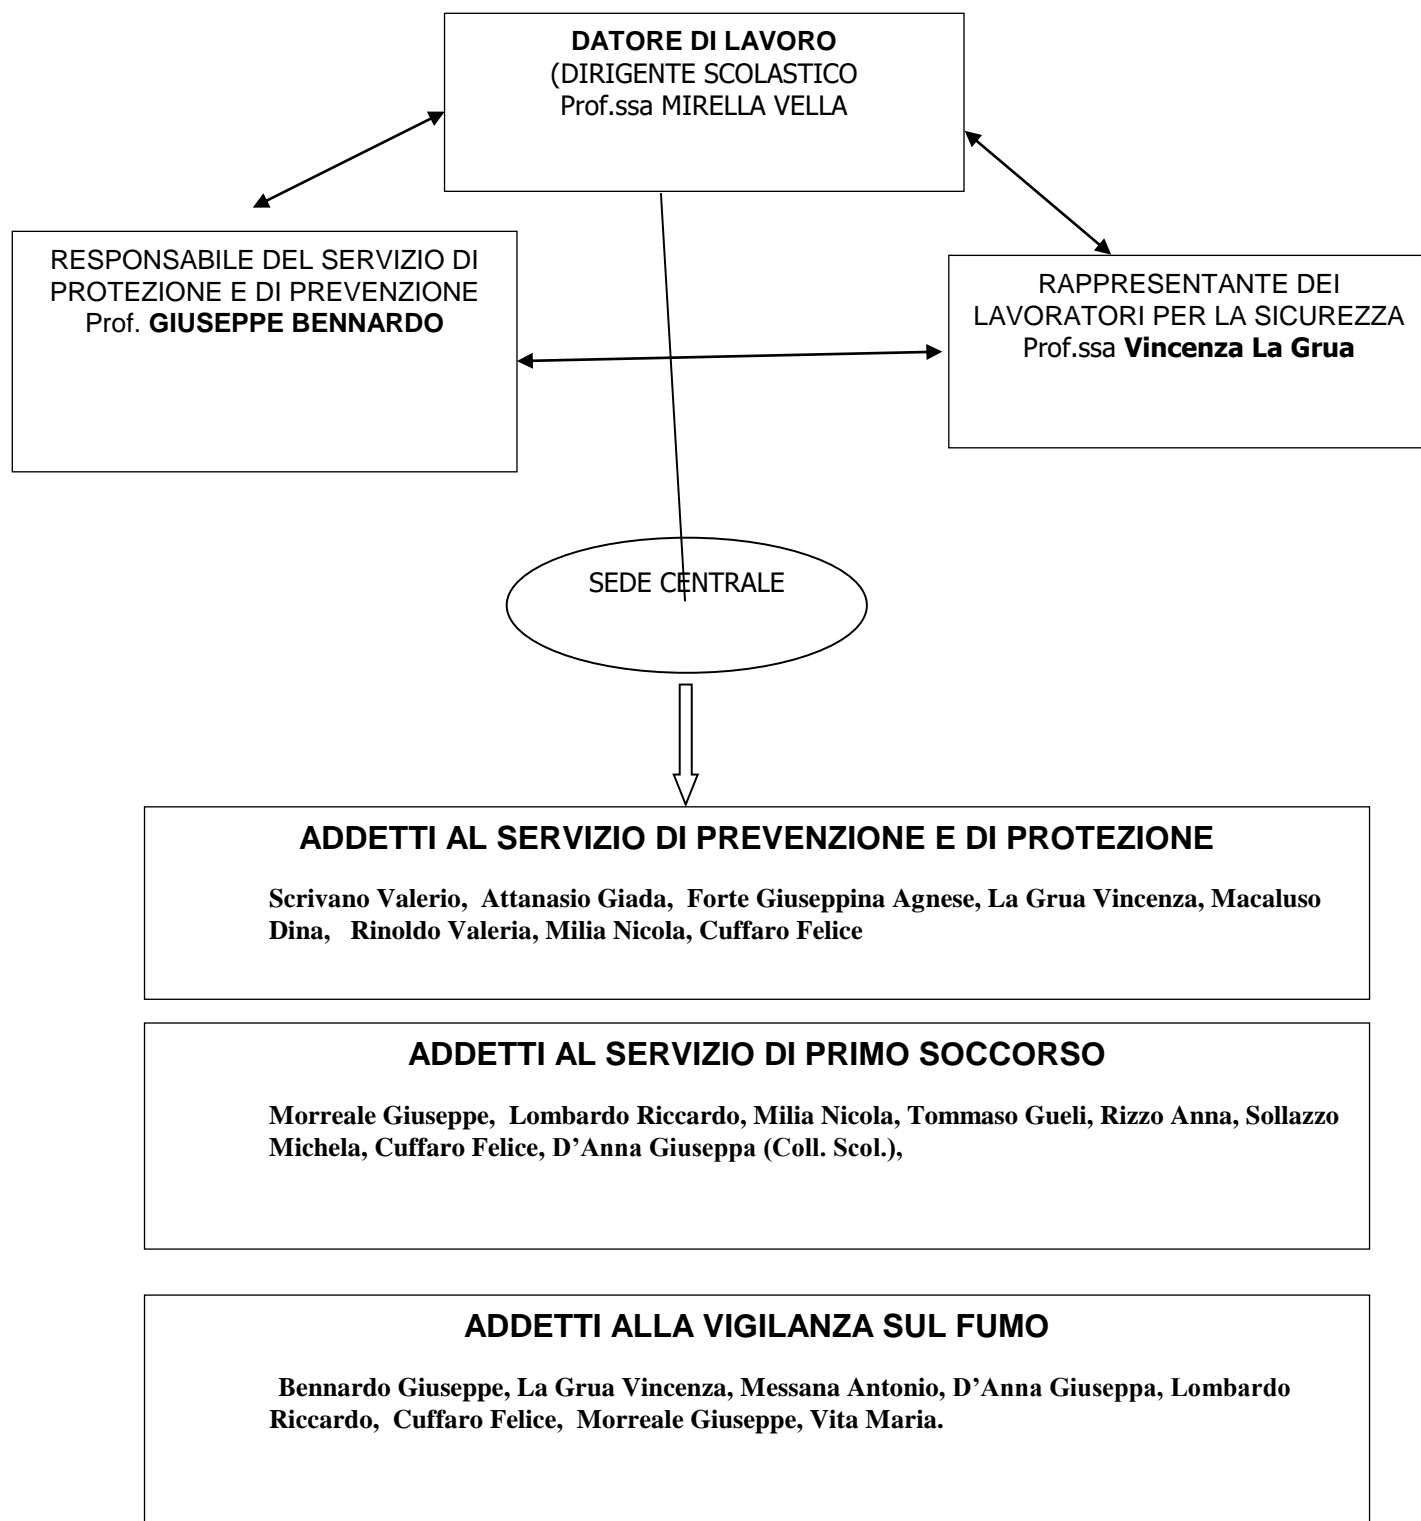 DATORE DI LAVORO
(DIRIGENTE SCOLASTICO
Prof.ssa MIRELLA VELLA
RESPONSABILE DEL SERVIZIO DI
PROTEZIONE E DI PREVENZIONE
Prof. GIUSEPPE BENNARDO
RAPPRESENTANTE DEI
LAVORATORI PER LA SICUREZZA
Prof.ssa Vincenza La Grua
SEDE CENTRALE
ADDETTI AL SERVIZIO DI PREVENZIONE E DI PROTEZIONE
Scrivano Valerio, Attanasio Giada, Forte Giuseppina Agnese, La Grua Vincenza, Macaluso
Dina, Rinoldo Valeria, Milia Nicola, Cuffaro Felice
ADDETTI AL SERVIZIO DI PRIMO SOCCORSO
Morreale Giuseppe, Lombardo Riccardo, Milia Nicola, Tommaso Gueli, Rizzo Anna, Sollazzo
Michela, Cuffaro Felice, D’Anna Giuseppa (Coll. Scol.),
ADDETTI ALLA VIGILANZA SUL FUMO
Bennardo Giuseppe, La Grua Vincenza, Messana Antonio, D’Anna Giuseppa, Lombardo
Riccardo, Cuffaro Felice, Morreale Giuseppe, Vita Maria.